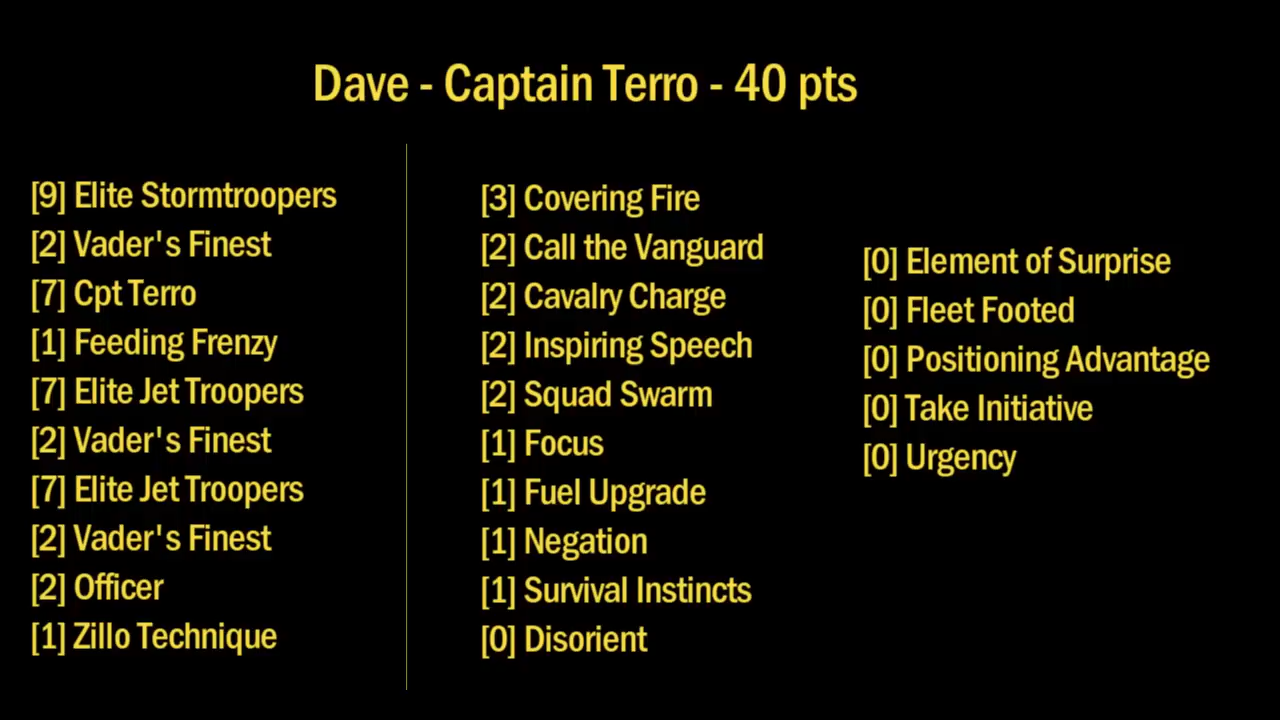 Dave - Captain Terro - 40 pts
[9] Elite Stormtroopers
[2] Vader's Finest
[7] Cpt Terro
[1] Feeding Frenzy
[7] Elite Jet Troopers
[2] Vader's Finest
[7] Elite Jet Troopers
[2] Vader's Finest
[2] Officer
[1] Zillo Technique
[3] Covering Fire
[2] Call the Vanguard
[2] Cavalry Charge
[2] Inspiring Speech
[2] Squad Swarm
[1] Focus
[1] Fuel Upgrade
[1] Negation
[1] Survival Instincts
[0] Disorient
[0] Element of Surprise
[0] Fleet Footed
[0] Positioning Advantage
[0] Take Initiative
[0] Urgency